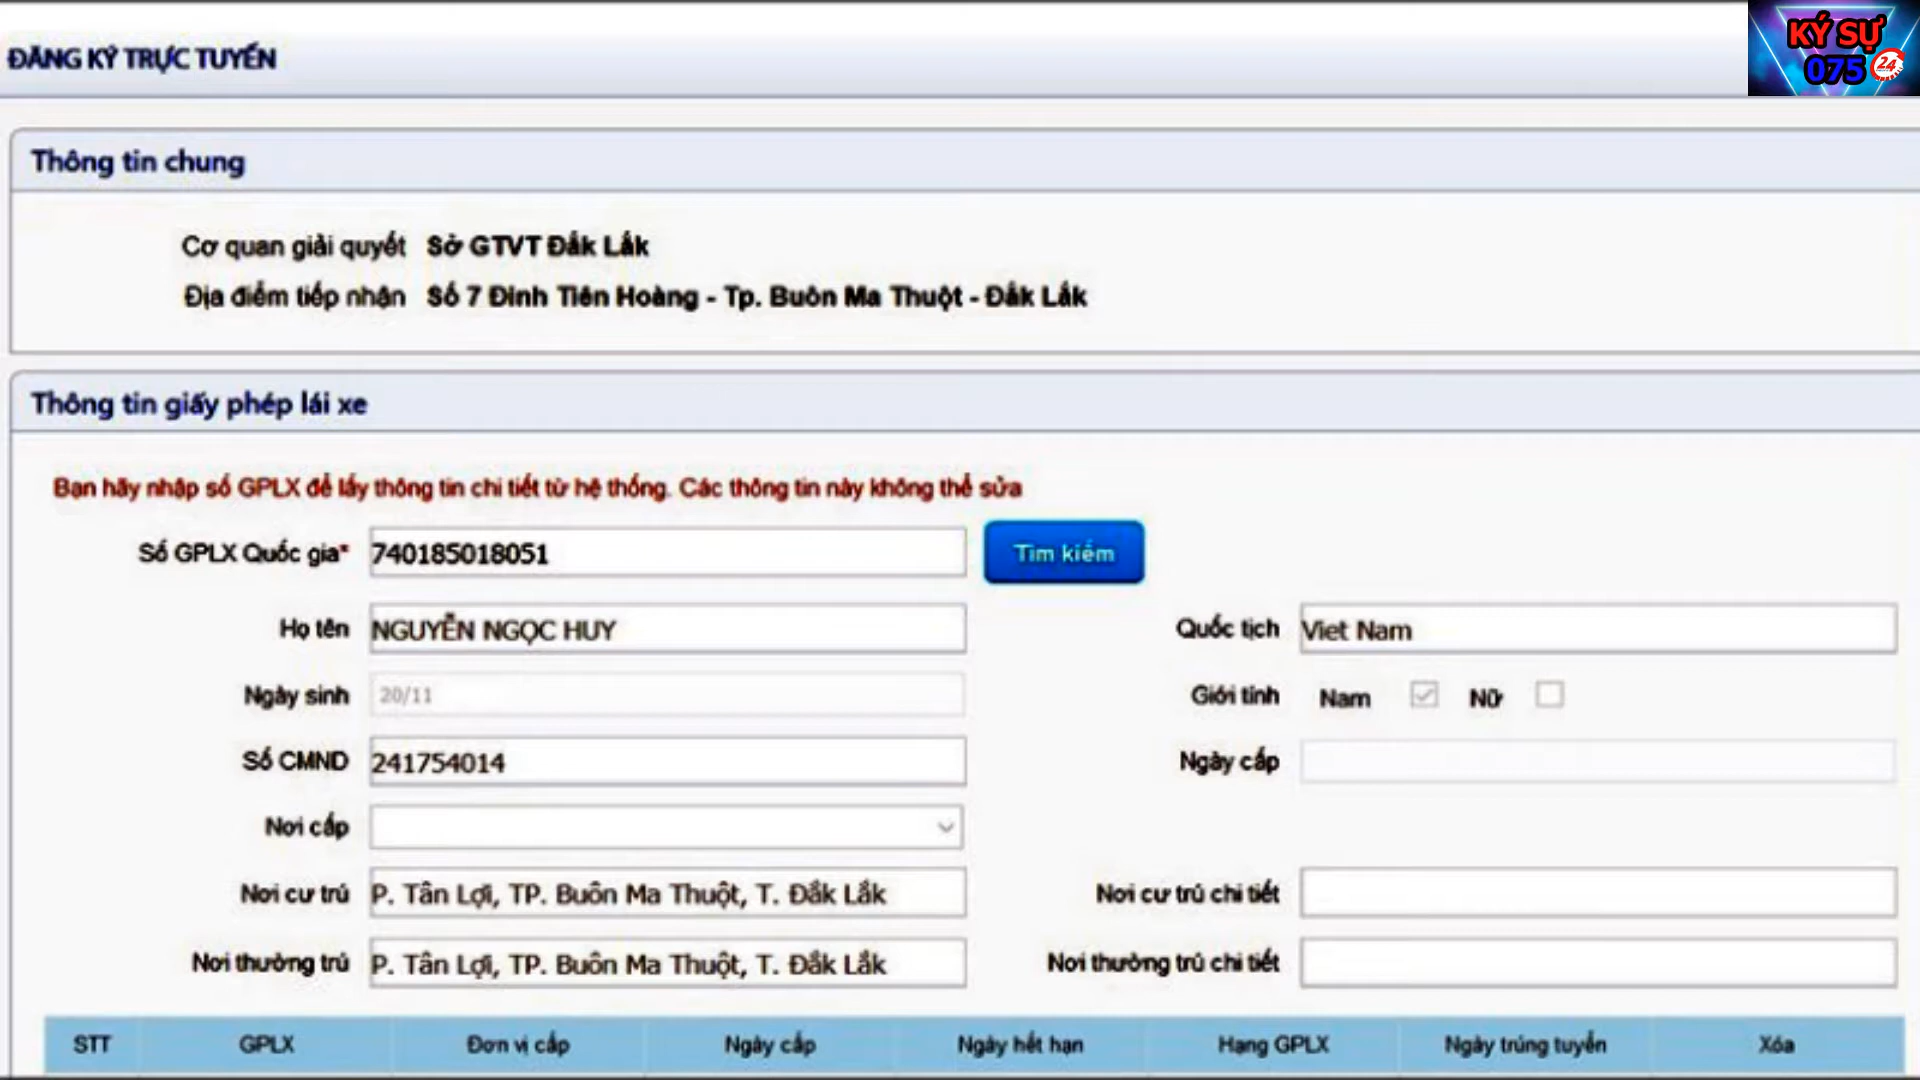 KÝ SỰ
075 24
ĐĂNG KÝ TRỰC TUYẾN
Thông tin chung
Cơ quan giải quyết Sở GTVT Đắk Lắk
Địa điểm tiếp nhận Số 7 Đinh Tiên Hoàng - Tp. Buôn Ma Thuột - Đắk Lắk
Thông tin giấy phép lái xe
Bạn hãy nhập số GPLX để lấy thông tin chi tiết từ hệ thống. Các thông tin này không thể sửa
Số GPLX Quốc gia* 740185018051 Tìm kiếm
Họ tên NGUYỄN NGỌC HUY Quốc tịch Viet Nam
Ngày sinh 20/11 Giới tính Nam Nữ
Số CMND 241754014 Ngày cấp
Nơi cấp
Nơi cư trú P. Tân Lợi, TP. Buôn Ma Thuột, T. Đắk Lắk Nơi cư trú chi tiết
Nơi thường trú P. Tân Lợi, TP. Buôn Ma Thuột, T. Đắk Lắk Nơi thường trú chi tiết
STT GPLX Đơn vị cấp Ngày cấp Ngày hết hạn Hạng GPLX Ngày trúng tuyển Xóa